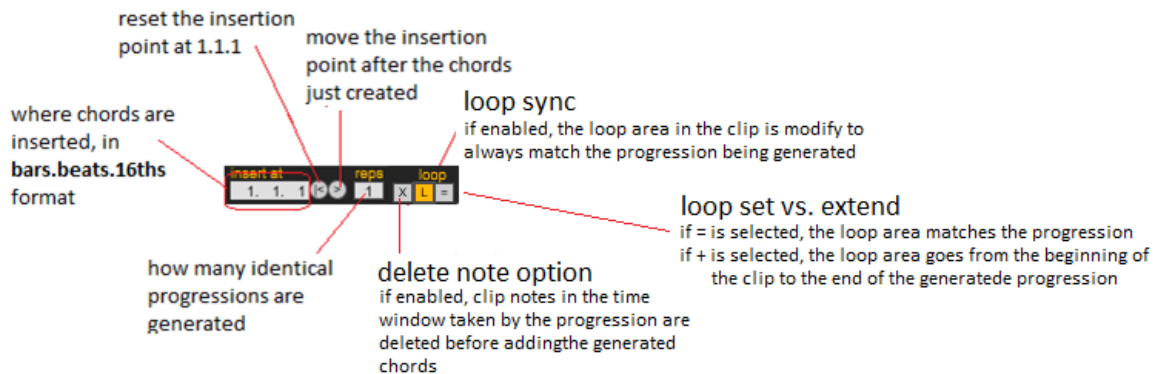 reset the insertion
point at 1.1.1
move the insertion
point after the chords
just created
where chords are
inserted, in
bars.beats.16ths
format
loop sync
if enabled, the loop area in the clip is modify to
always match the progression being generated
insert at reps loop
1. 1. 1 |< > 1 X L =
loop set vs. extend
if = is selected, the loop area matches the progression
if + is selected, the loop area goes from the beginning of
the clip to the end of the generatede progression
how many identical
progressions are
generated
delete note option
if enabled, clip notes in the time
window taken by the progression are
deleted before addingthe generated
chords